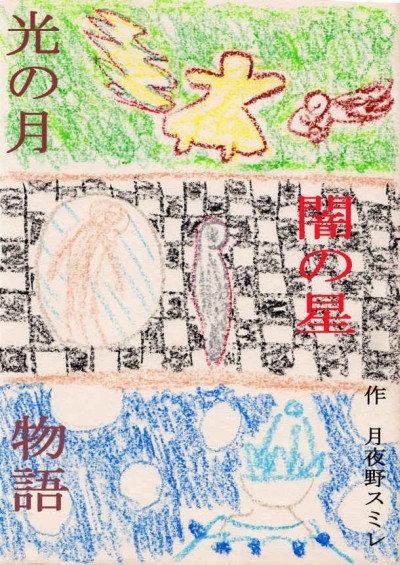 光の月
闇の星
物語
作 月夜野スミレ